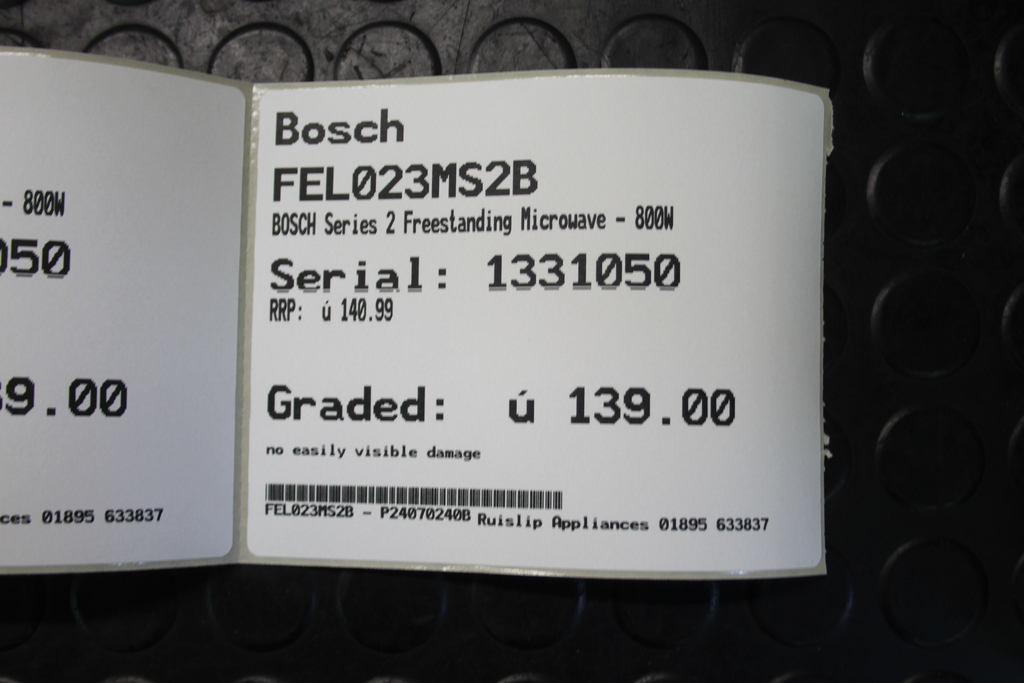 - 800W
050
9.00
ces 01895 633837
Bosch
FEL023MS2B
BOSCH Series 2 Freestanding Microwave - 800W
Serial: 1331050
RRP: ú 140.99
Graded: ú 139.00
no easily visible damage
FEL023MS2B - P24070240B Ruislip Appliances 01895 633837